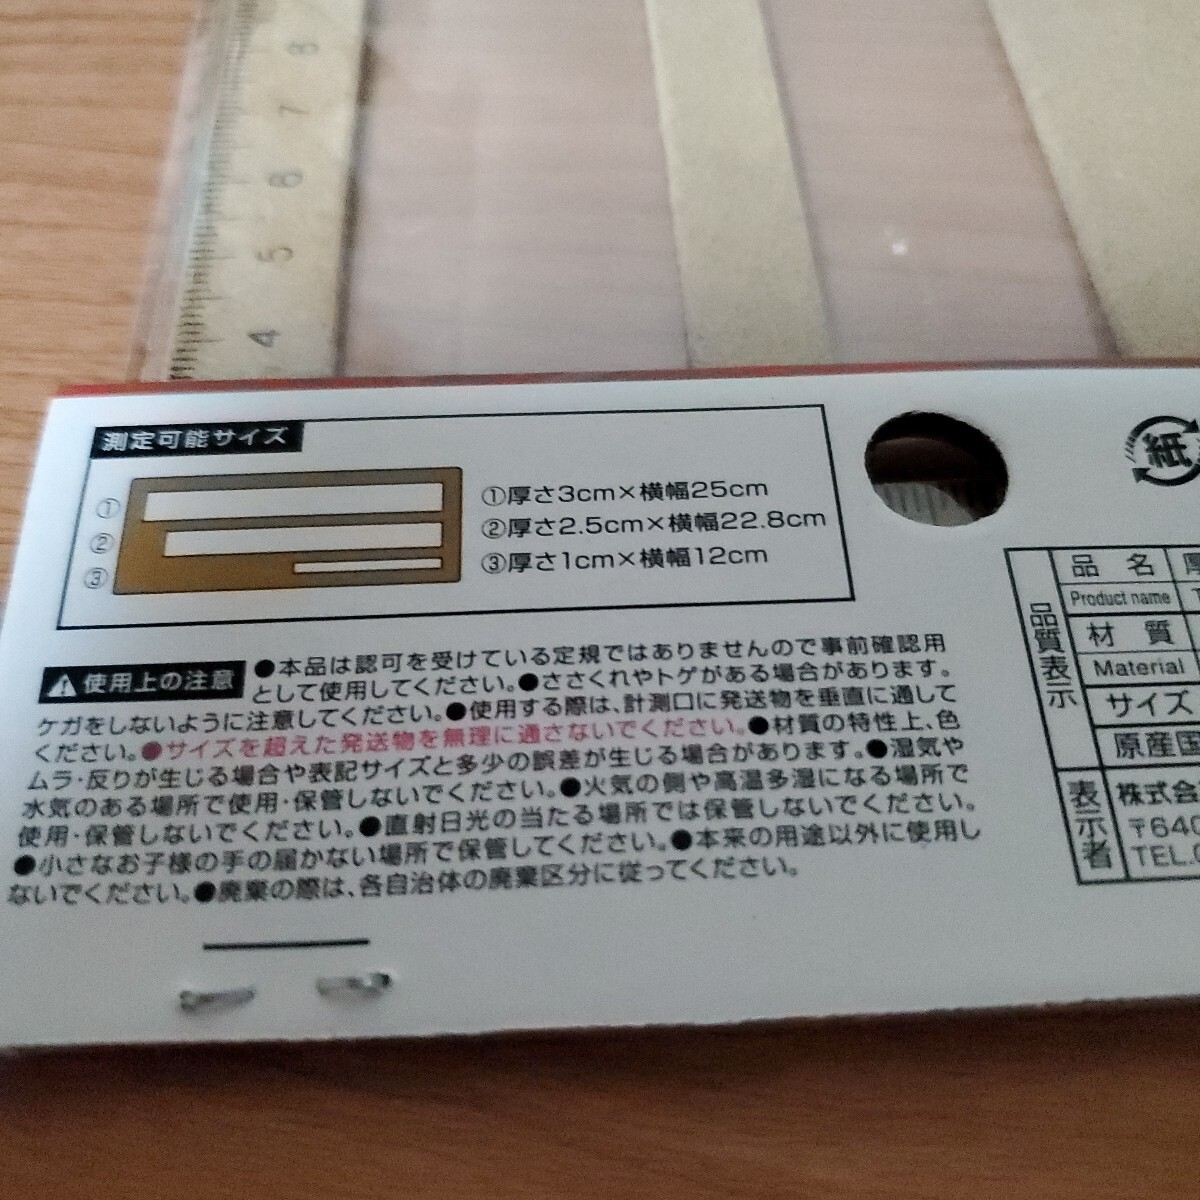 8
7
6
5
4
測定可能サイズ
①
②
③
①厚さ3cm×横幅25cm
②厚さ2.5cm×横幅22.8cm
③厚さ1cm×横幅12cm
紙
使用上の注意 ●本品は認可を受けている定規ではありませんので事前確認用
として使用してください。●ささくれやトゲがある場合があります。
ケガをしないように注意してください。●使用する際は、計測口に発送物を垂直に通して
ください。●サイズを超えた発送物を無理に通さないでください。●材質の特性上、色
ムラ・反りが生じる場合や表記サイズと多少の誤差が生じる場合があります。●湿気や
水気のある場所で使用・保管しないでください。●火気の側や高温多湿になる場所で
使用・保管しないでください。●直射日光の当たる場所では保管しないでください。
●小さなお子様の手の届かない場所で保管してください。●本来の用途以外に使用し
ないでください。●廃棄の際は、各自治体の廃棄区分に従ってください。
品質表示
品 名
Product name
材 質
Material
サイズ
原産国
表示者
株式会
〒640
TEL.0